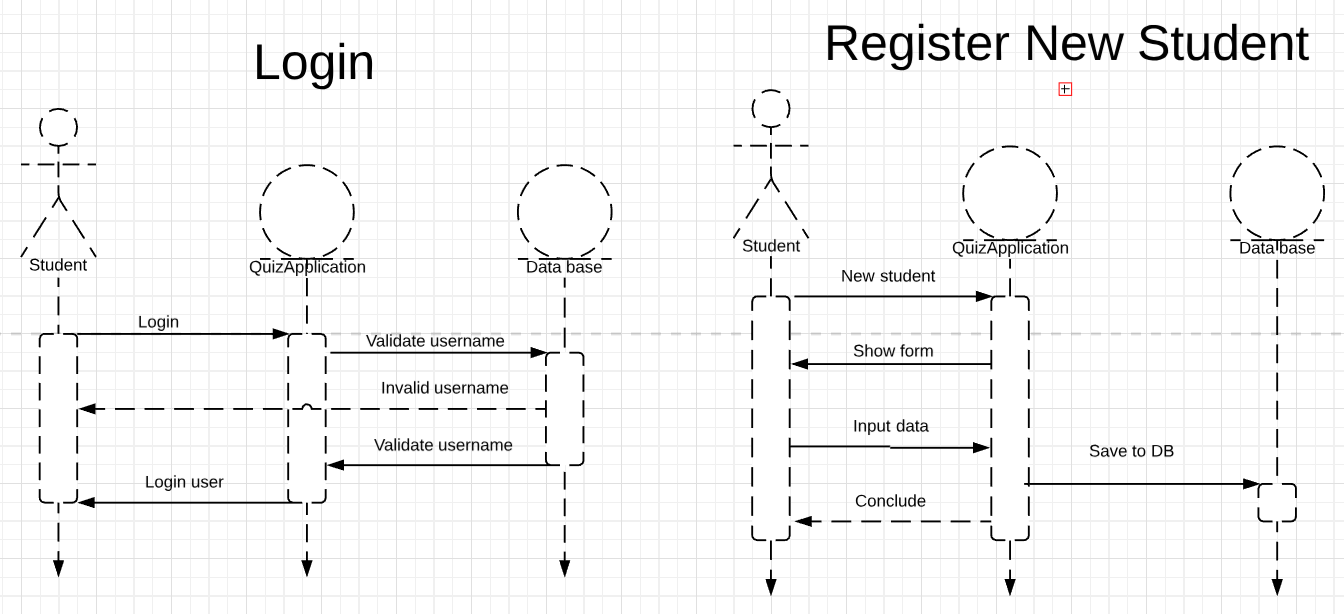 Login
Student
QuizApplication
Data base
Login
Validate username
Invalid username
Validate username
Login user
Register New Student
Student
QuizApplication
Data base
New student
Show form
Input data
Save to DB
Conclude